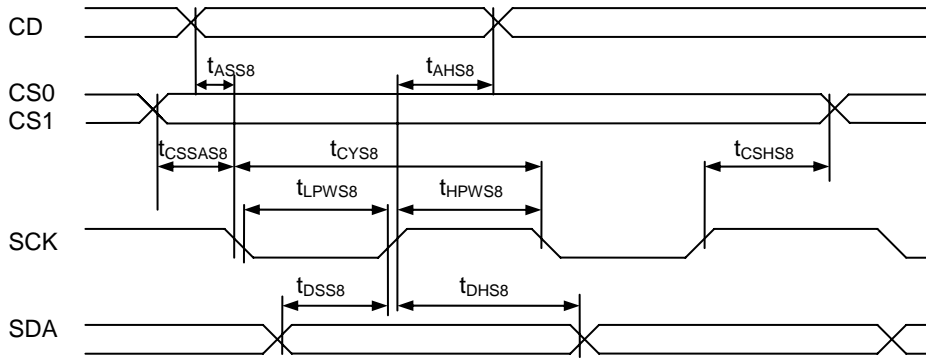 CD
tASS8
tAHS8
CS0
CS1
tCSSAS8
tCYS8
tCSHS8
tLPWS8
tHPWS8
SCK
tDSS8
tDHS8
SDA